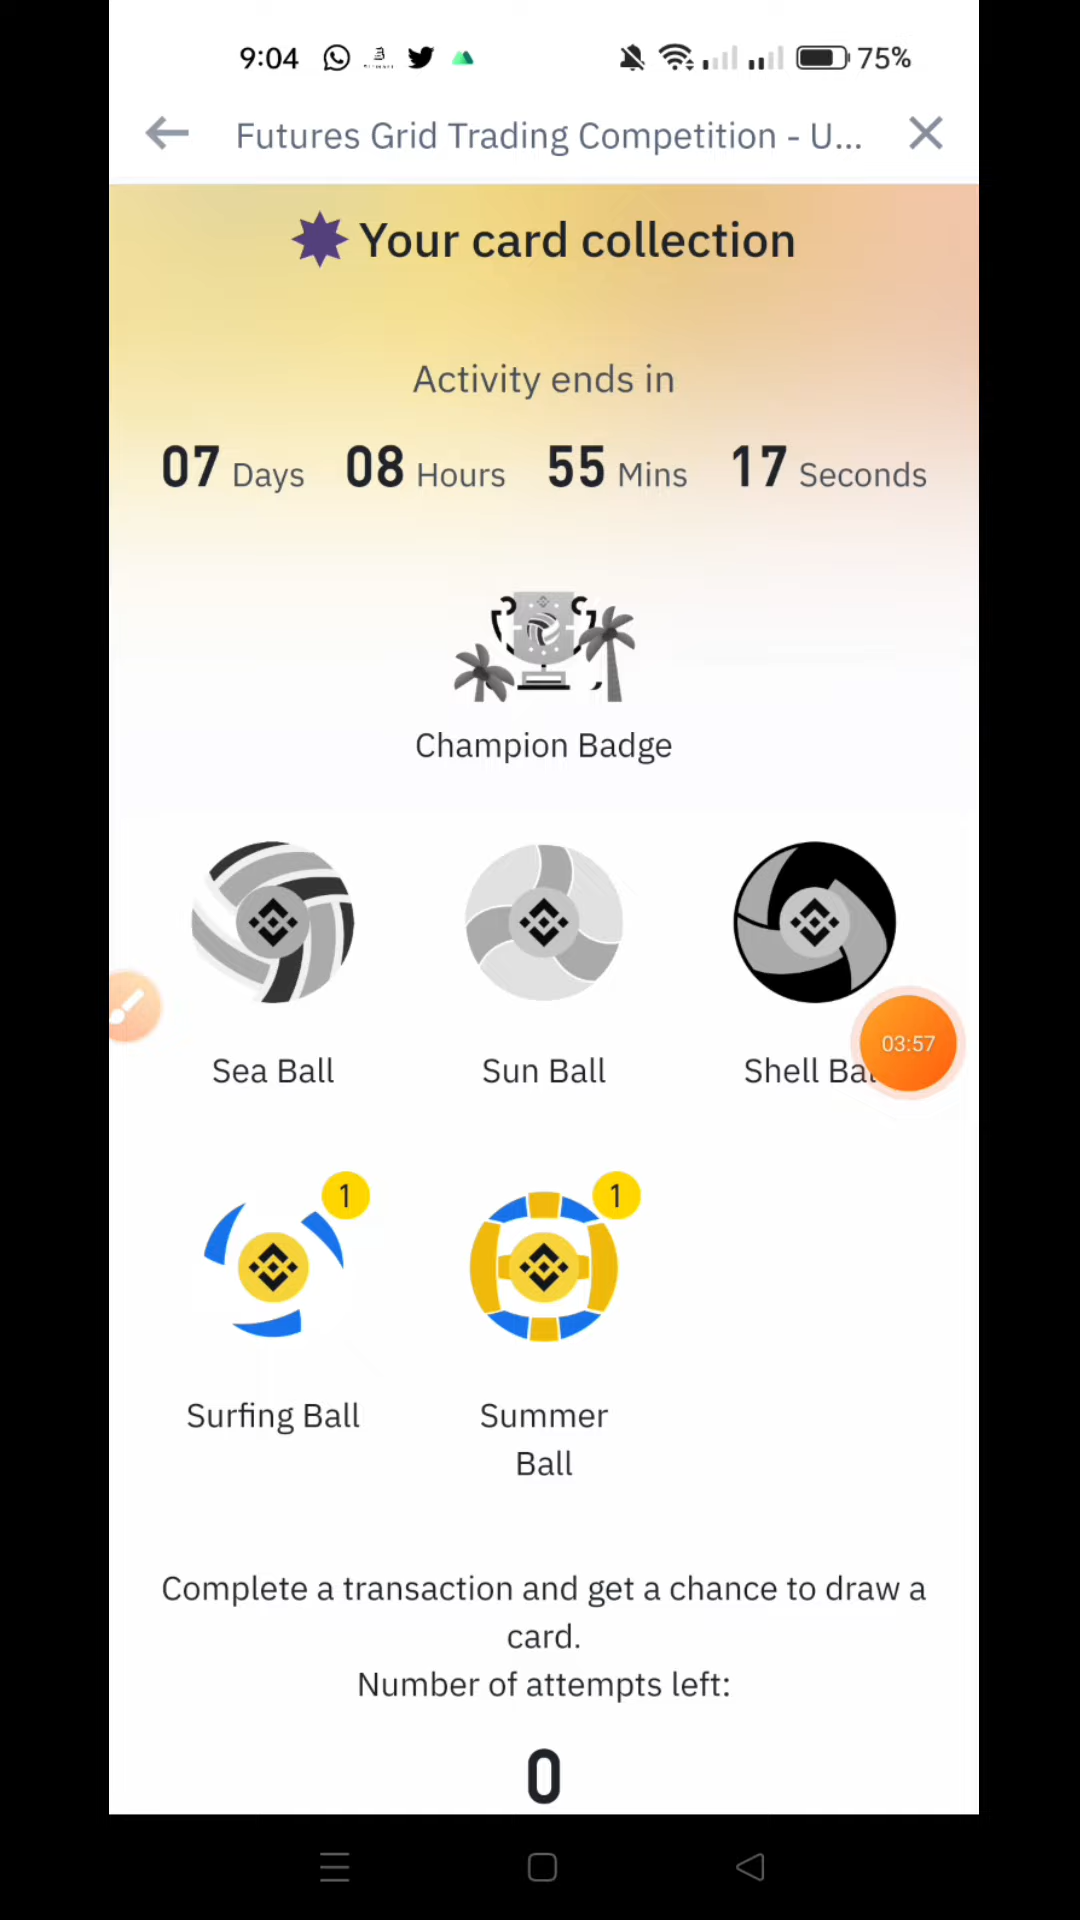 9:04
75%
Futures Grid Trading Competition - U...
Your card collection
Activity ends in
07 Days 08 Hours 55 Mins 17 Seconds
Champion Badge
Sea Ball
Sun Ball
Shell Bal
03:57
1
1
Surfing Ball
Summer
Ball
Complete a transaction and get a chance to draw a
card.
Number of attempts left:
0